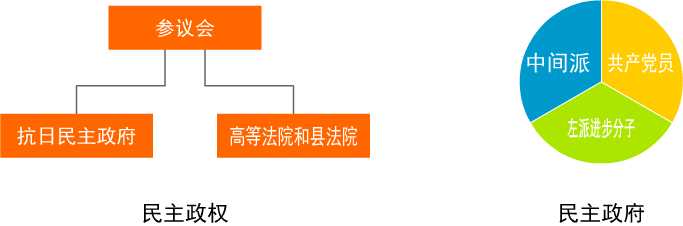 参议会
抗日民主政府
高等法院和县法院
民主政权
中间派
共产党员
左派进步分子
民主政府